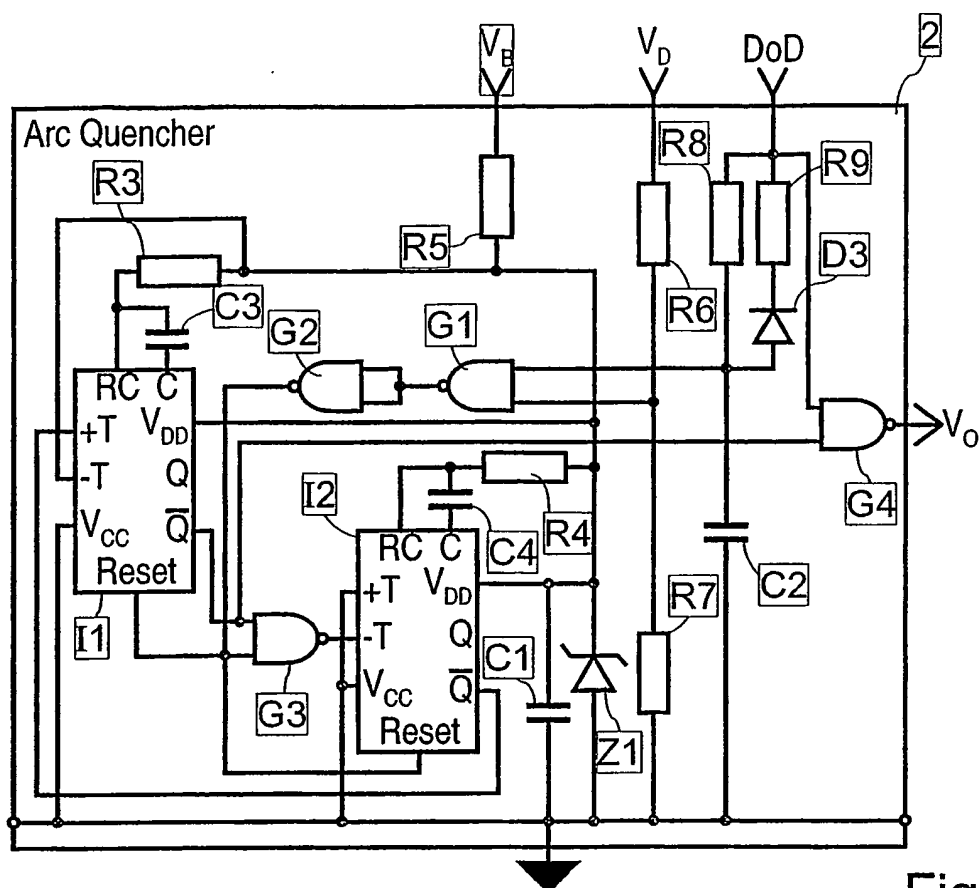 V_B
V_D
DoD
2
Arc Quencher
R3
R8
R9
R5
R6
D3
C3
G2
G1
RC C
+T V_DD
-T Q
V_CC Q̅
Reset
I1
V_O
G4
I2
R4
C4
RC C
+T V_DD
-T Q
V_CC Q̅
Reset
G3
C1
Z1
R7
C2
Fig